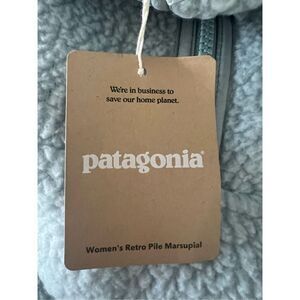 We're in business to
save our home planet.
patagonia®
Women's Retro Pile Marsupial